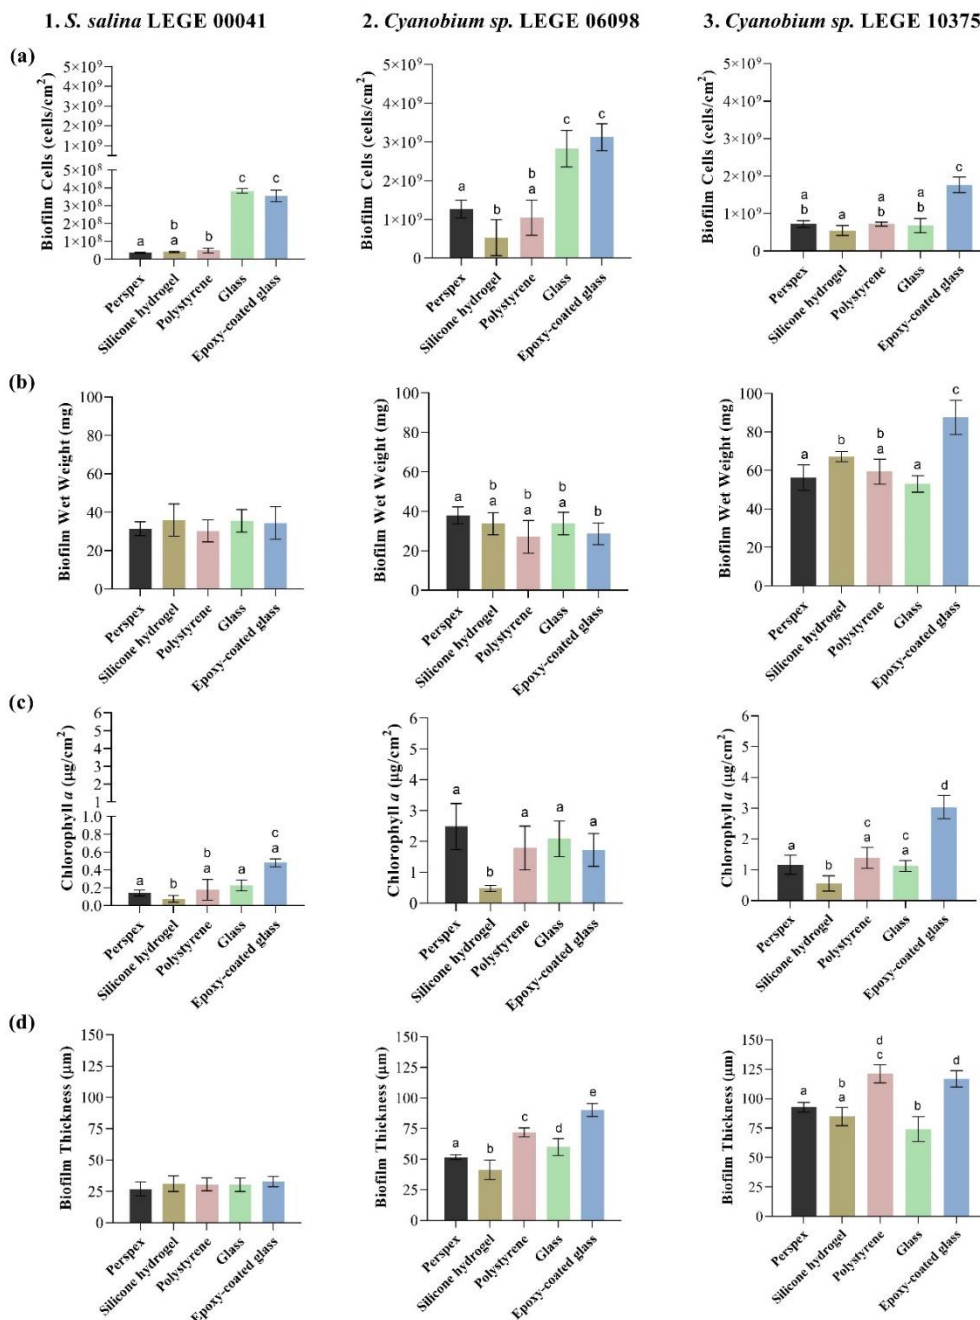 1. S. salina LEGE 00041
2. Cyanobium sp. LEGE 06098
3. Cyanobium sp. LEGE 10375
(a)
Biofilm Cells (cells/cm²)
5×10⁹
4×10⁹
3×10⁹
2×10⁹
1×10⁹
5×10⁸
4×10⁸
3×10⁸
2×10⁸
1×10⁸
0
a
b
a
b
c
c
Perspex
Silicone hydrogel
Polystyrene
Glass
Epoxy-coated glass
Biofilm Cells (cells/cm²)
5×10⁹
4×10⁹
3×10⁹
2×10⁹
1×10⁹
0
a
b
b
a
c
c
Perspex
Silicone hydrogel
Polystyrene
Glass
Epoxy-coated glass
Biofilm Cells (cells/cm²)
5×10⁹
4×10⁹
3×10⁹
2×10⁹
1×10⁹
0
a
b
a
a
b
a
b
c
Perspex
Silicone hydrogel
Polystyrene
Glass
Epoxy-coated glass
(b)
Biofilm Wet Weight (mg)
100
80
60
40
20
0
Perspex
Silicone hydrogel
Polystyrene
Glass
Epoxy-coated glass
Biofilm Wet Weight (mg)
100
80
60
40
20
0
a
b
a
b
a
b
a
b
Perspex
Silicone hydrogel
Polystyrene
Glass
Epoxy-coated glass
Biofilm Wet Weight (mg)
100
80
60
40
20
0
a
b
b
a
a
c
Perspex
Silicone hydrogel
Polystyrene
Glass
Epoxy-coated glass
(c)
Chlorophyll a (µg/cm²)
6
5
4
3
2
1
1.0
0.8
0.6
0.4
0.2
0.0
a
b
b
a
a
c
a
Perspex
Silicone hydrogel
Polystyrene
Glass
Epoxy-coated glass
Chlorophyll a (µg/cm²)
6
5
4
3
2
1
0
a
b
a
a
a
Perspex
Silicone hydrogel
Polystyrene
Glass
Epoxy-coated glass
Chlorophyll a (µg/cm²)
6
5
4
3
2
1
0
a
b
c
a
c
a
d
Perspex
Silicone hydrogel
Polystyrene
Glass
Epoxy-coated glass
(d)
Biofilm Thickness (µm)
150
125
100
75
50
25
0
Perspex
Silicone hydrogel
Polystyrene
Glass
Epoxy-coated glass
Biofilm Thickness (µm)
150
125
100
75
50
25
0
a
b
c
d
e
Perspex
Silicone hydrogel
Polystyrene
Glass
Epoxy-coated glass
Biofilm Thickness (µm)
150
125
100
75
50
25
0
a
b
a
d
c
b
d
Perspex
Silicone hydrogel
Polystyrene
Glass
Epoxy-coated glass